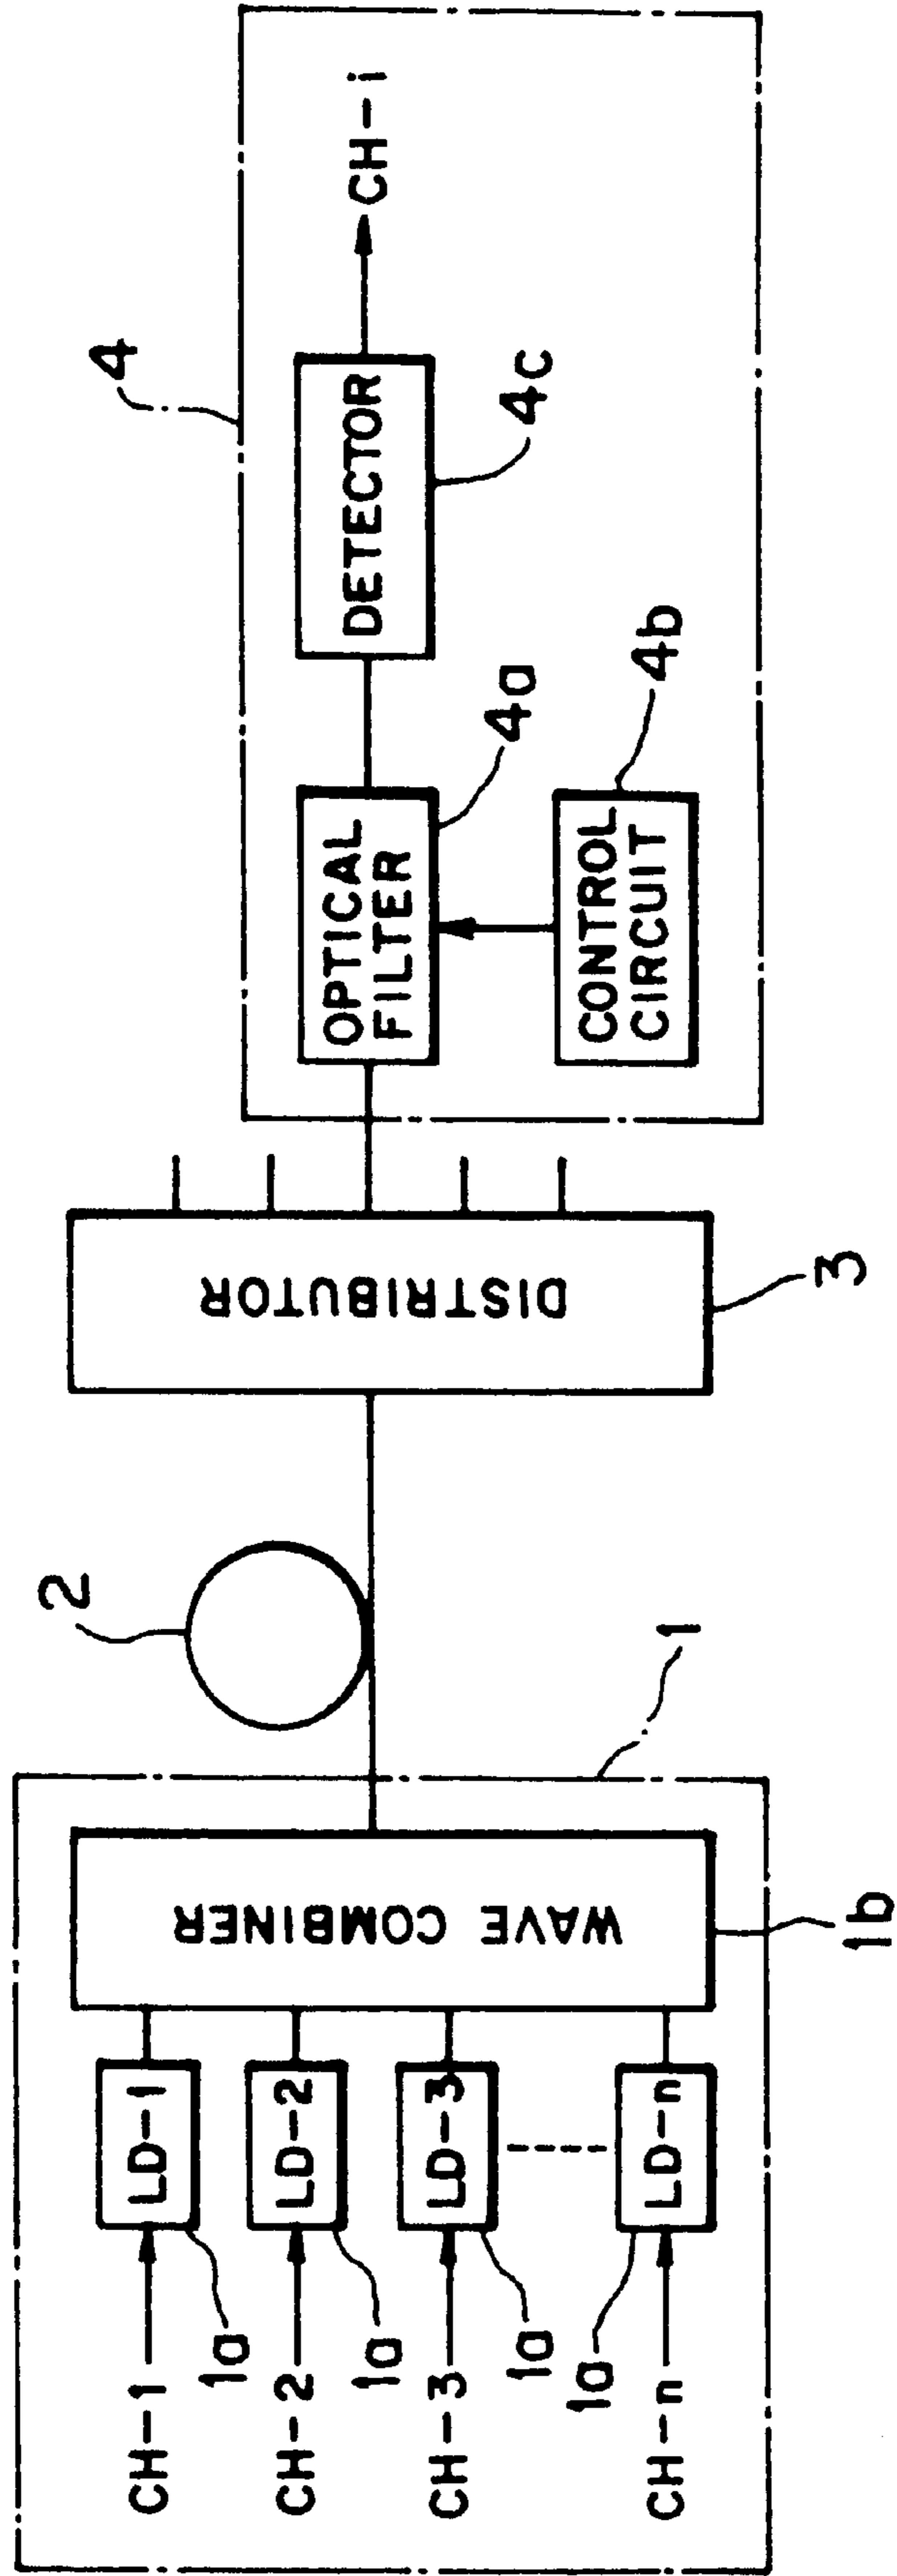 CH-1
LD-1
1a
CH-2
LD-2
1a
CH-3
LD-3
1a
CH-n
LD-n
1a
WAVE COMBINER
1b
1
2
DISTRIBUTOR
3
4
OPTICAL
FILTER
4a
CONTROL
CIRCUIT
4b
DETECTOR
4c
CH-i